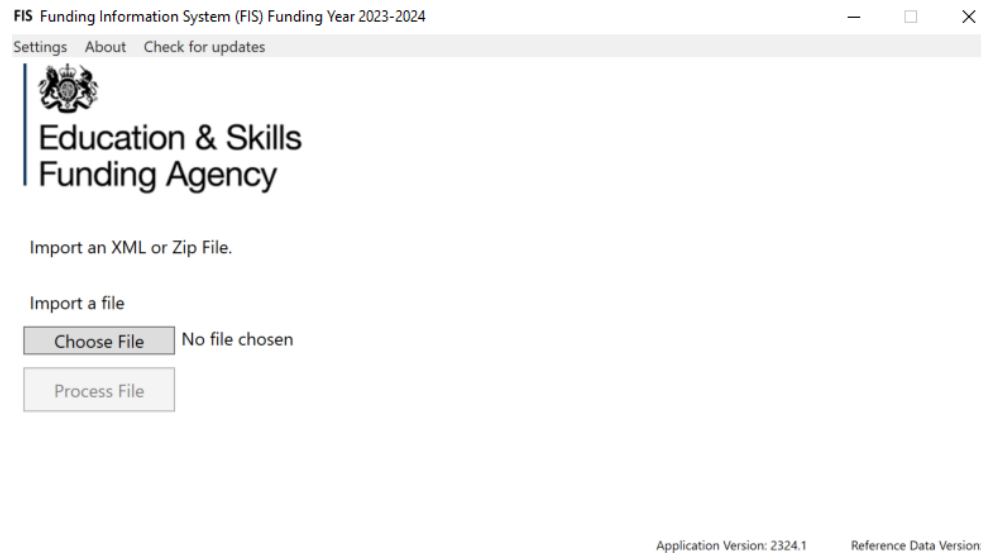 FIS Funding Information System (FIS) Funding Year 2023-2024
Settings About Check for updates
Education & Skills
Funding Agency
Import an XML or Zip File.
Import a file
Choose File No file chosen
Process File
Application Version: 2324.1 Reference Data Version: